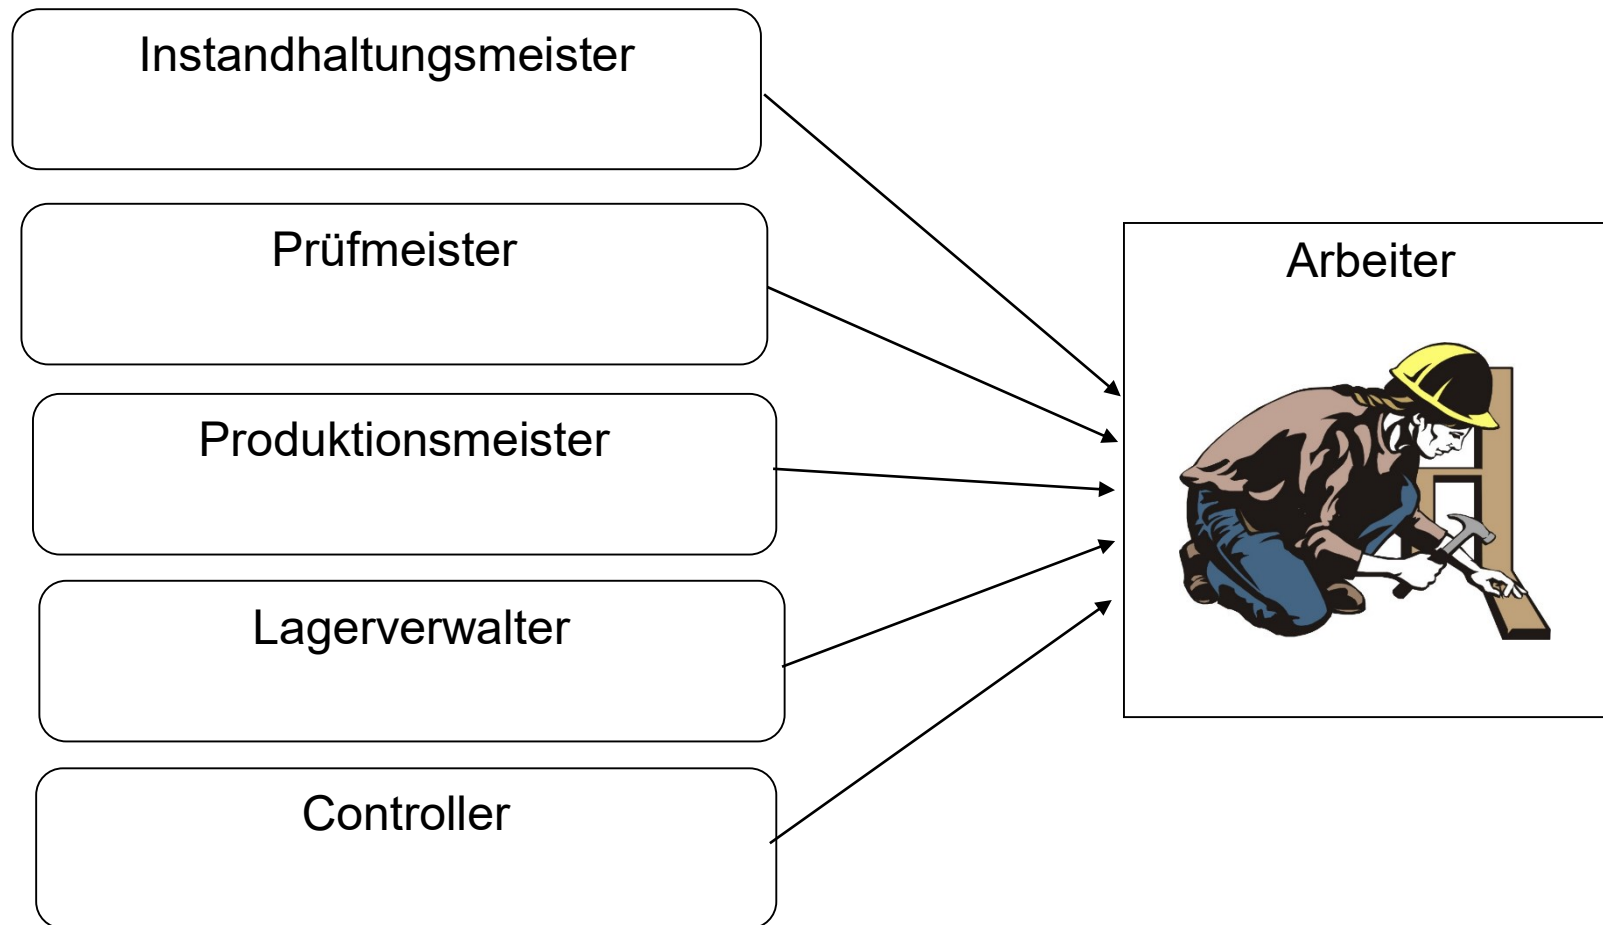 Instandhaltungsmeister
Prüfmeister
Arbeiter
Produktionsmeister
Lagerverwalter
Controller